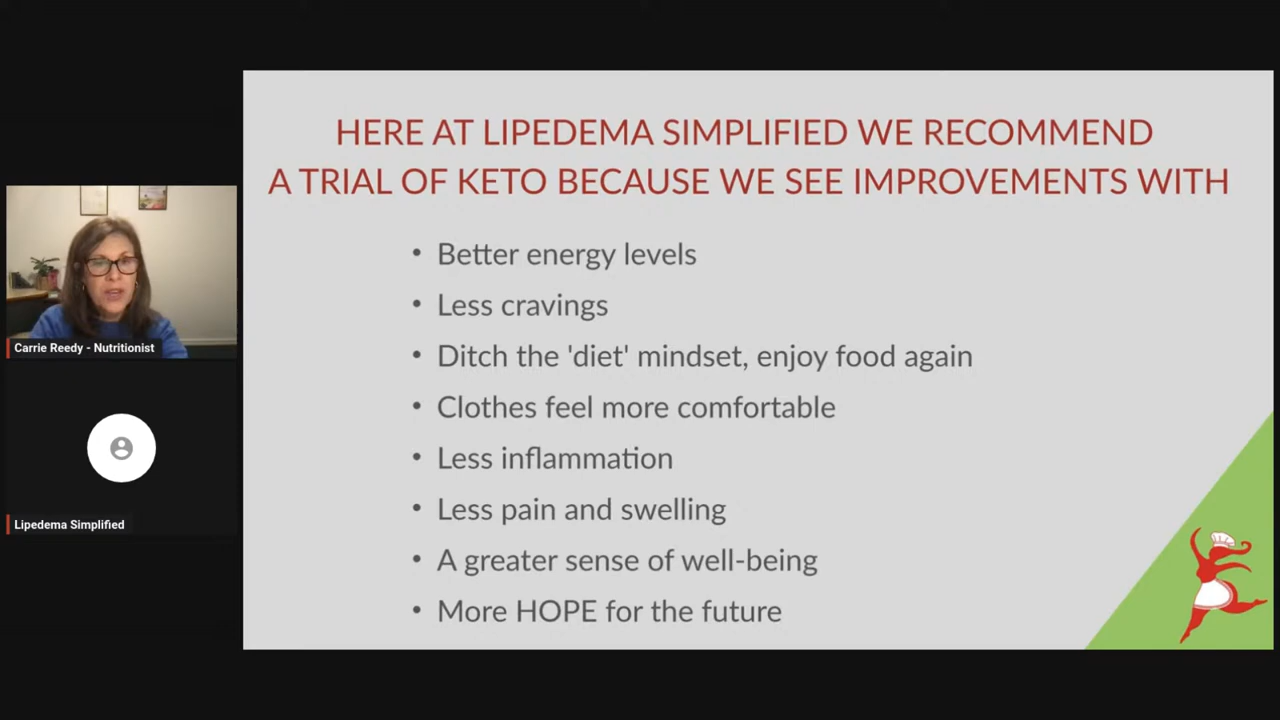 HERE AT LIPEDEMA SIMPLIFIED WE RECOMMEND
A TRIAL OF KETO BECAUSE WE SEE IMPROVEMENTS WITH
• Better energy levels
• Less cravings
• Ditch the 'diet' mindset, enjoy food again
• Clothes feel more comfortable
• Less inflammation
• Less pain and swelling
• A greater sense of well-being
• More HOPE for the future
Carrie Reedy - Nutritionist
Lipedema Simplified